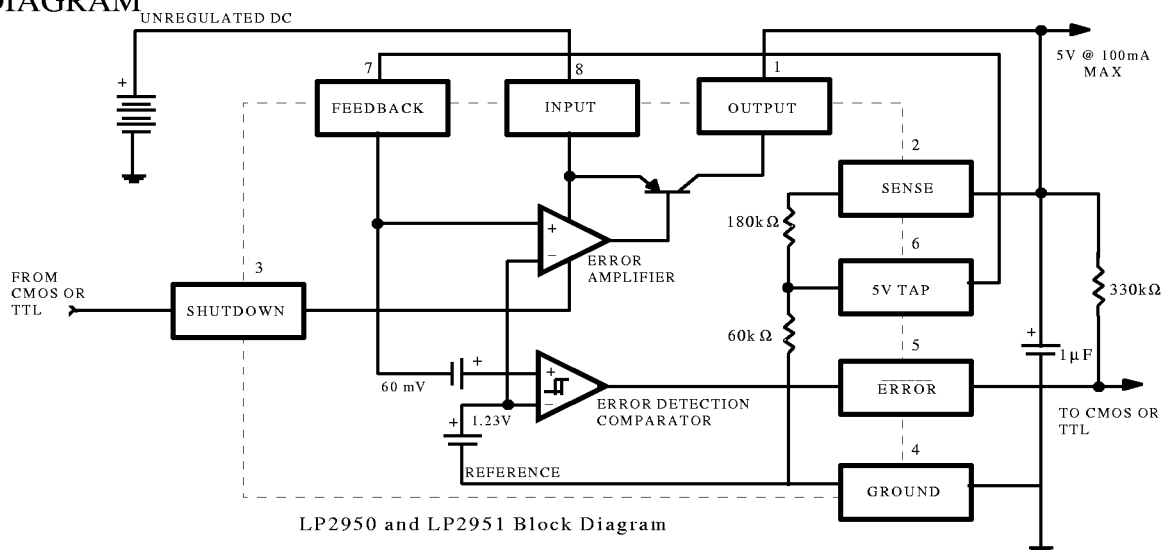 DIAGRAM
UNREGULATED DC
7
8
1
5V @ 100mA
MAX
+
FEEDBACK
INPUT
OUTPUT
2
SENSE
180kΩ
+
−
ERROR
AMPLIFIER
6
5V TAP
330kΩ
FROM
CMOS OR
TTL
3
SHUTDOWN
60kΩ
+
1µF
5
60 mV
+
+
−
ERROR DETECTION
COMPARATOR
ERROR
TO CMOS OR
TTL
+
1.23V
REFERENCE
4
GROUND
LP2950 and LP2951 Block Diagram